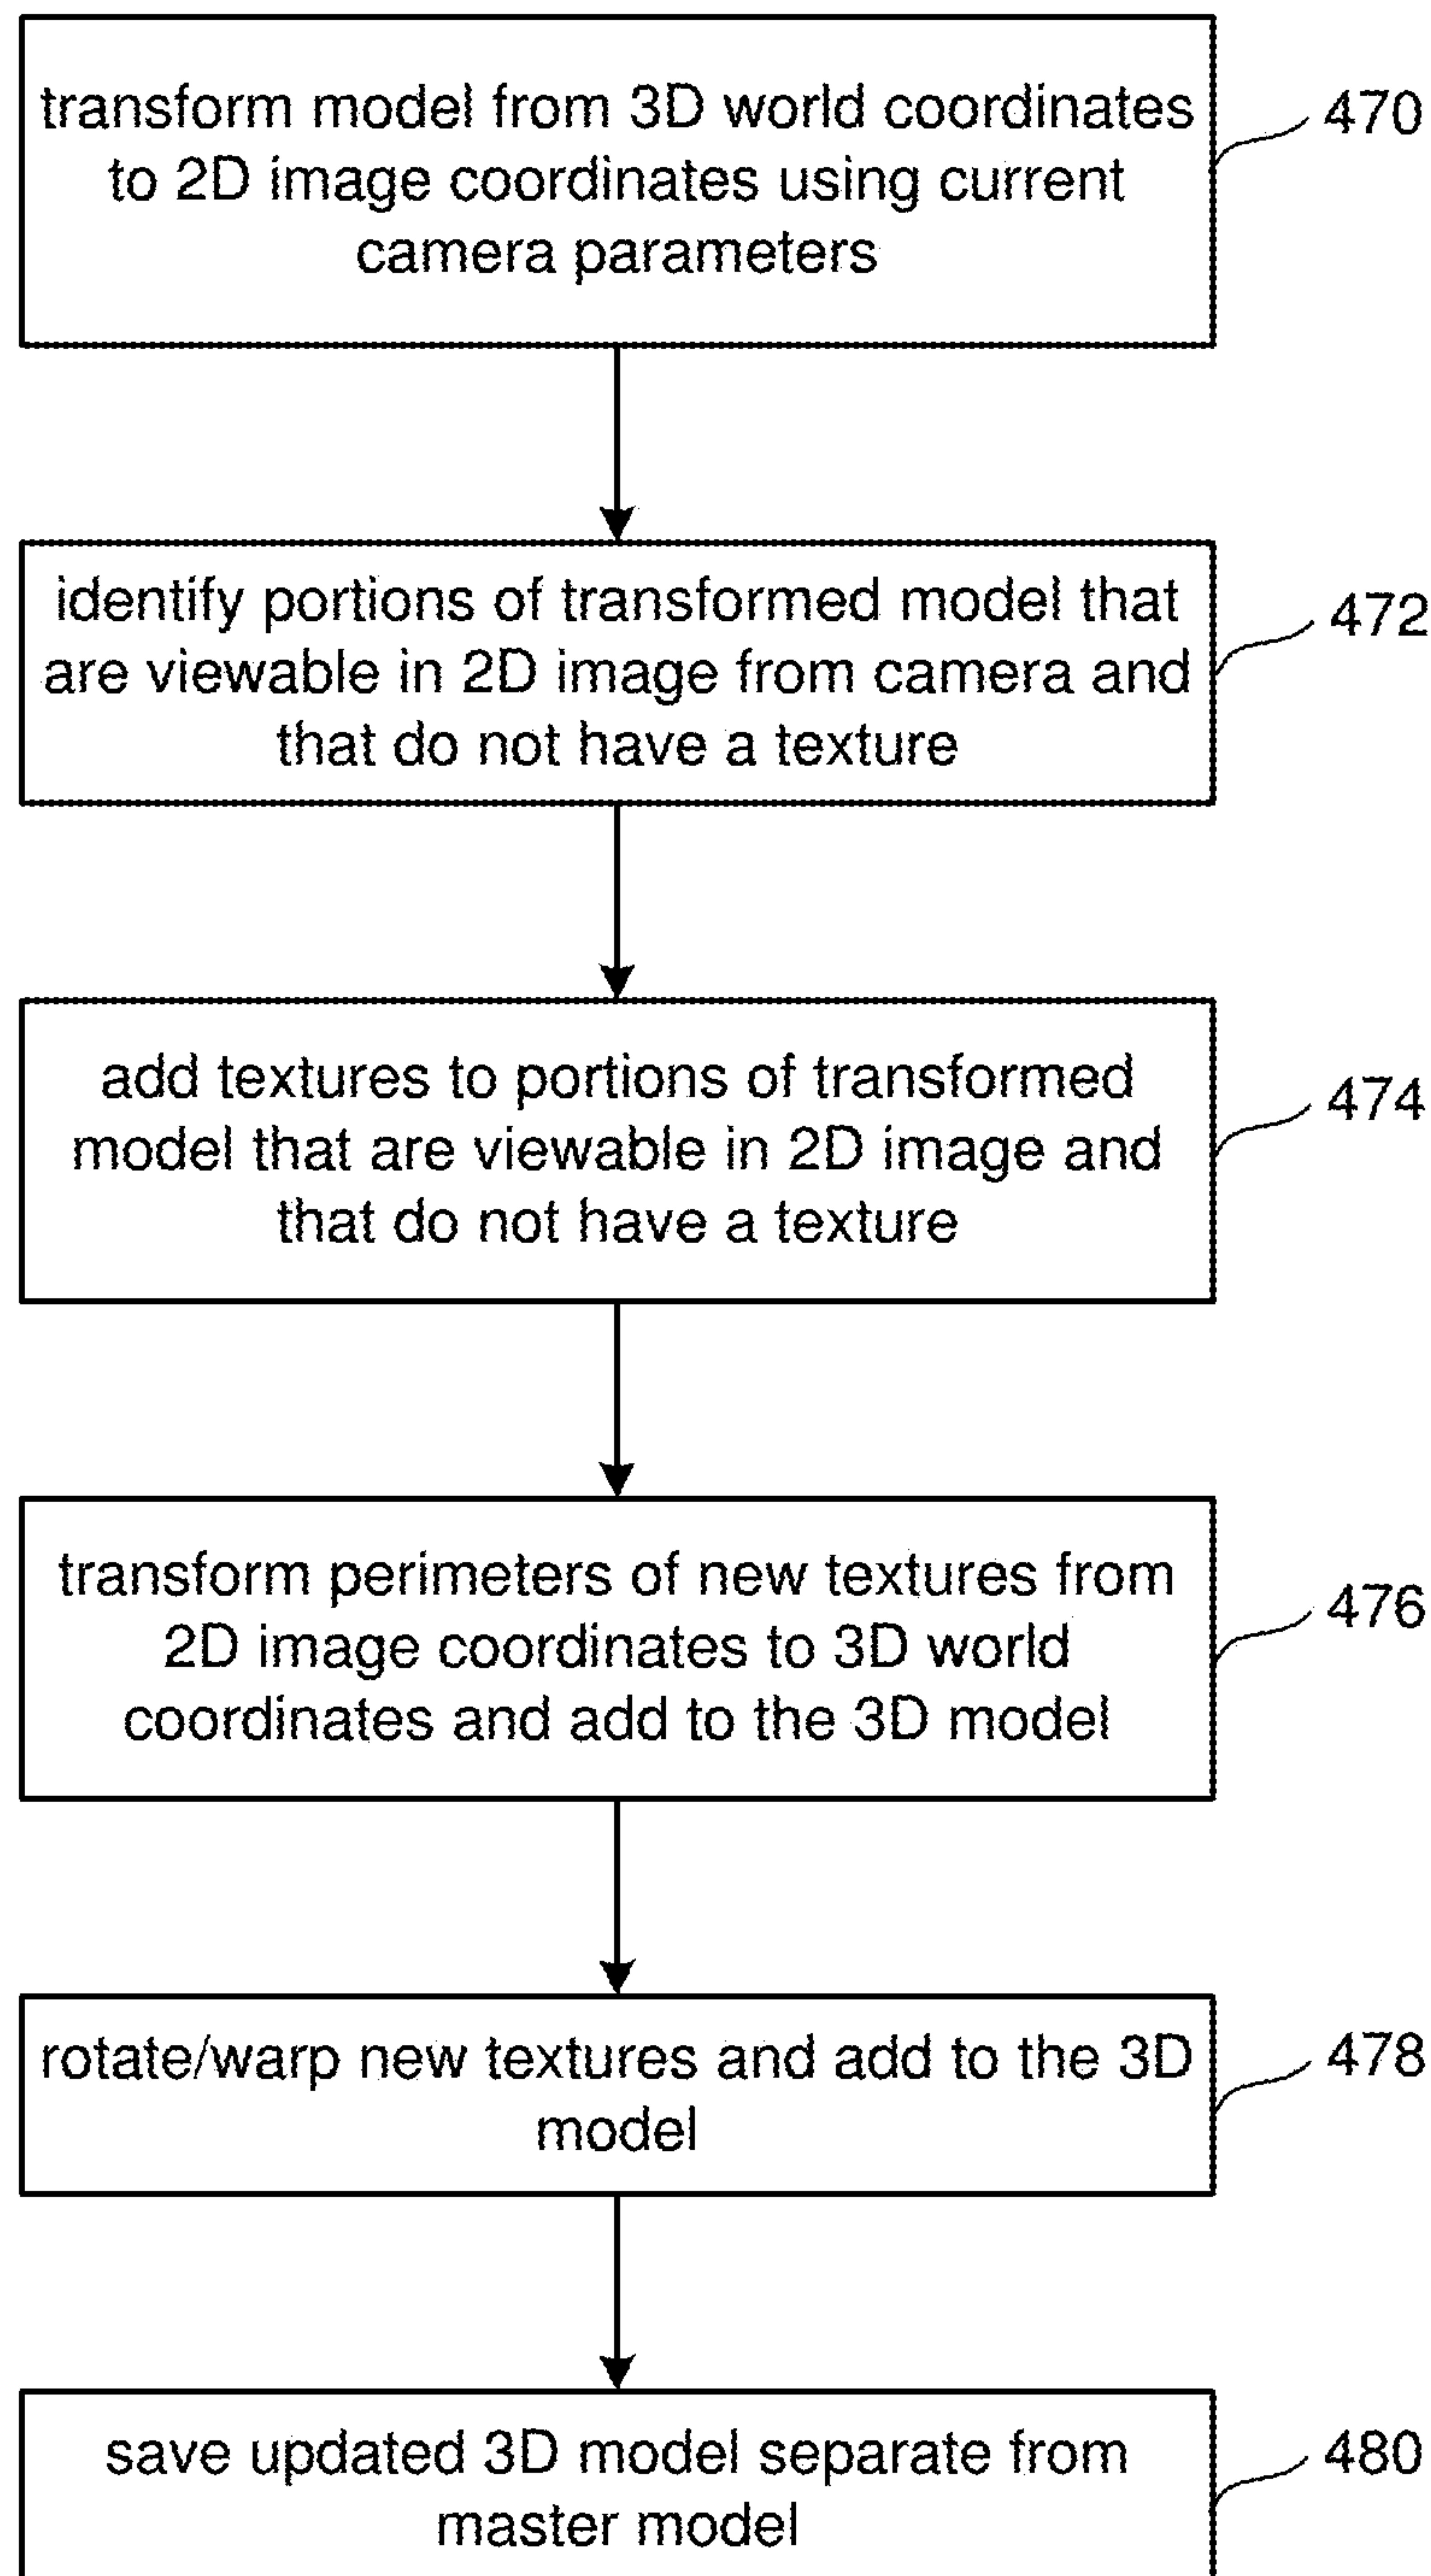 transform model from 3D world coordinates
to 2D image coordinates using current
camera parameters
470
identify portions of transformed model that
are viewable in 2D image from camera and
that do not have a texture
472
add textures to portions of transformed
model that are viewable in 2D image and
that do not have a texture
474
transform perimeters of new textures from
2D image coordinates to 3D world
coordinates and add to the 3D model
476
rotate/warp new textures and add to the 3D
model
478
save updated 3D model separate from
master model
480